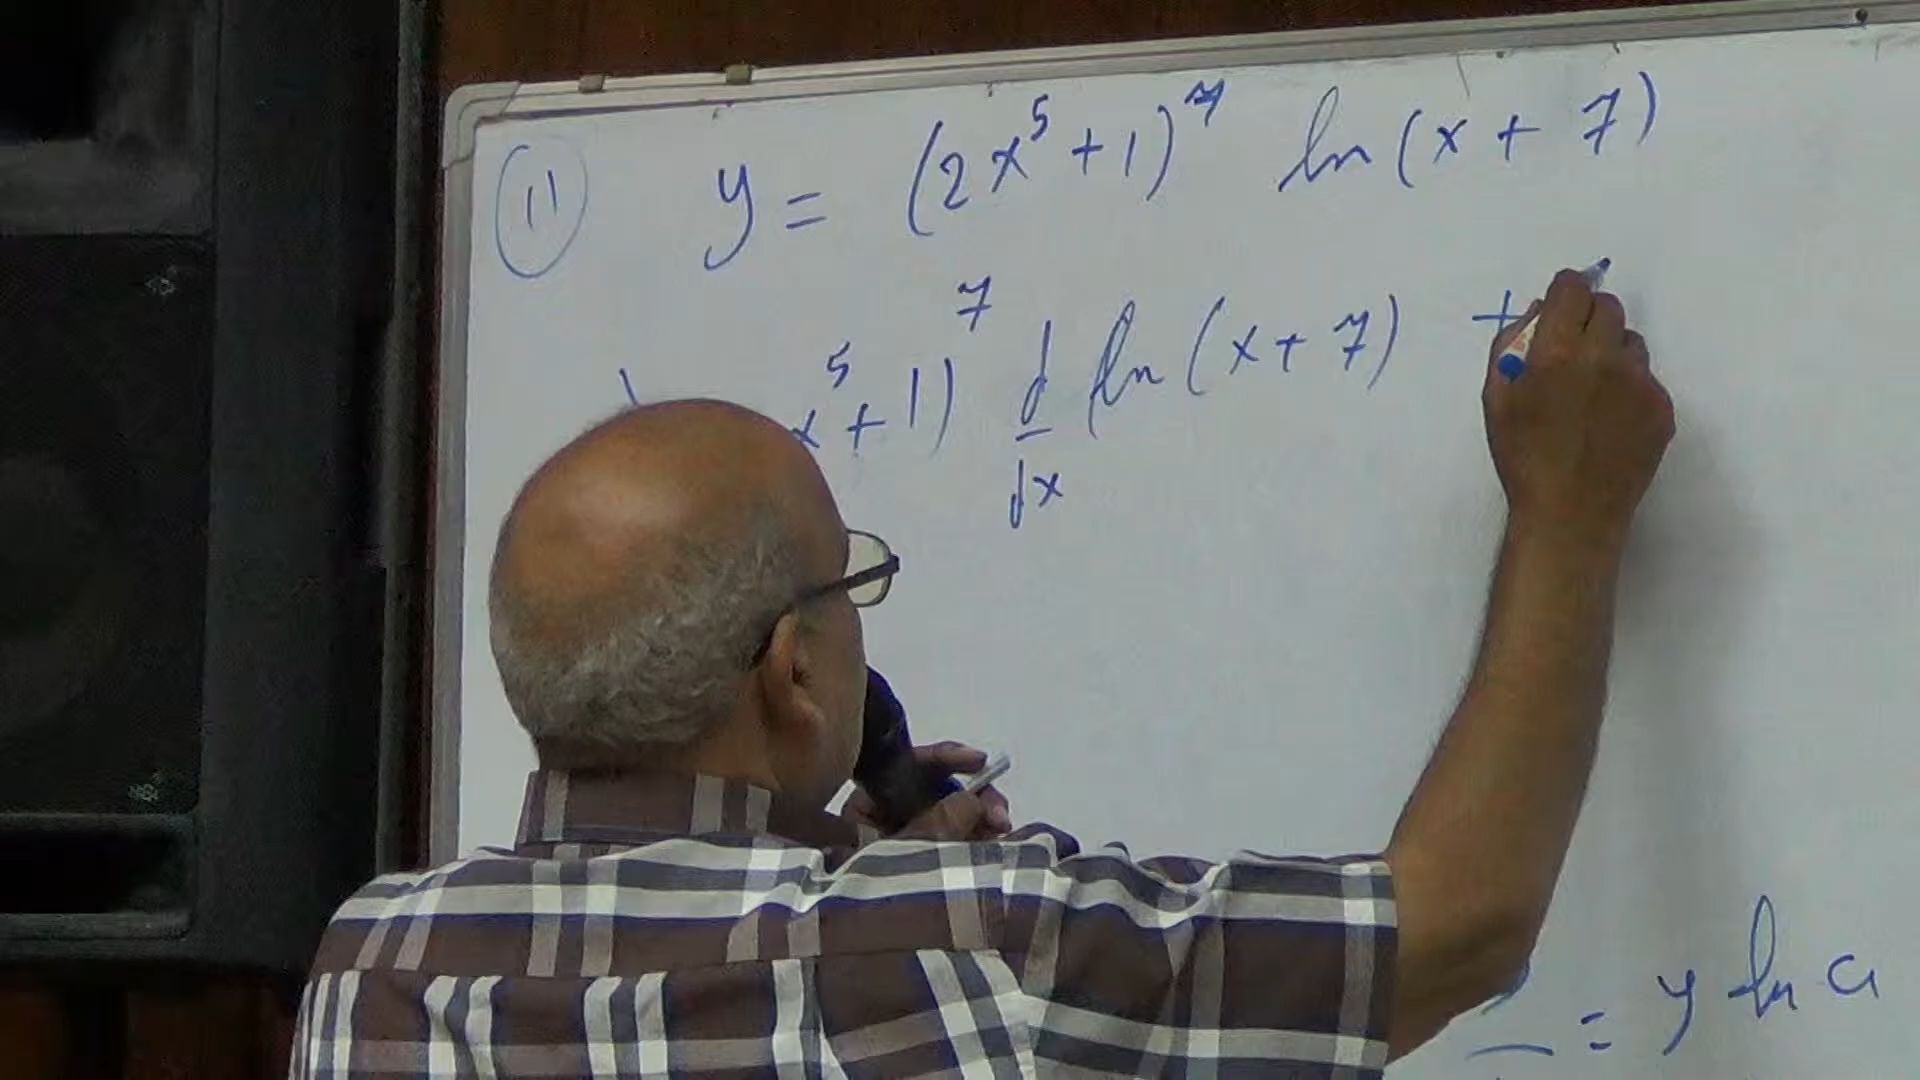 (11) y = (2x⁵ + 1)⁷ ln (x + 7)
x⁵ + 1)⁷ d/dx ln (x + 7) +
= y ln a